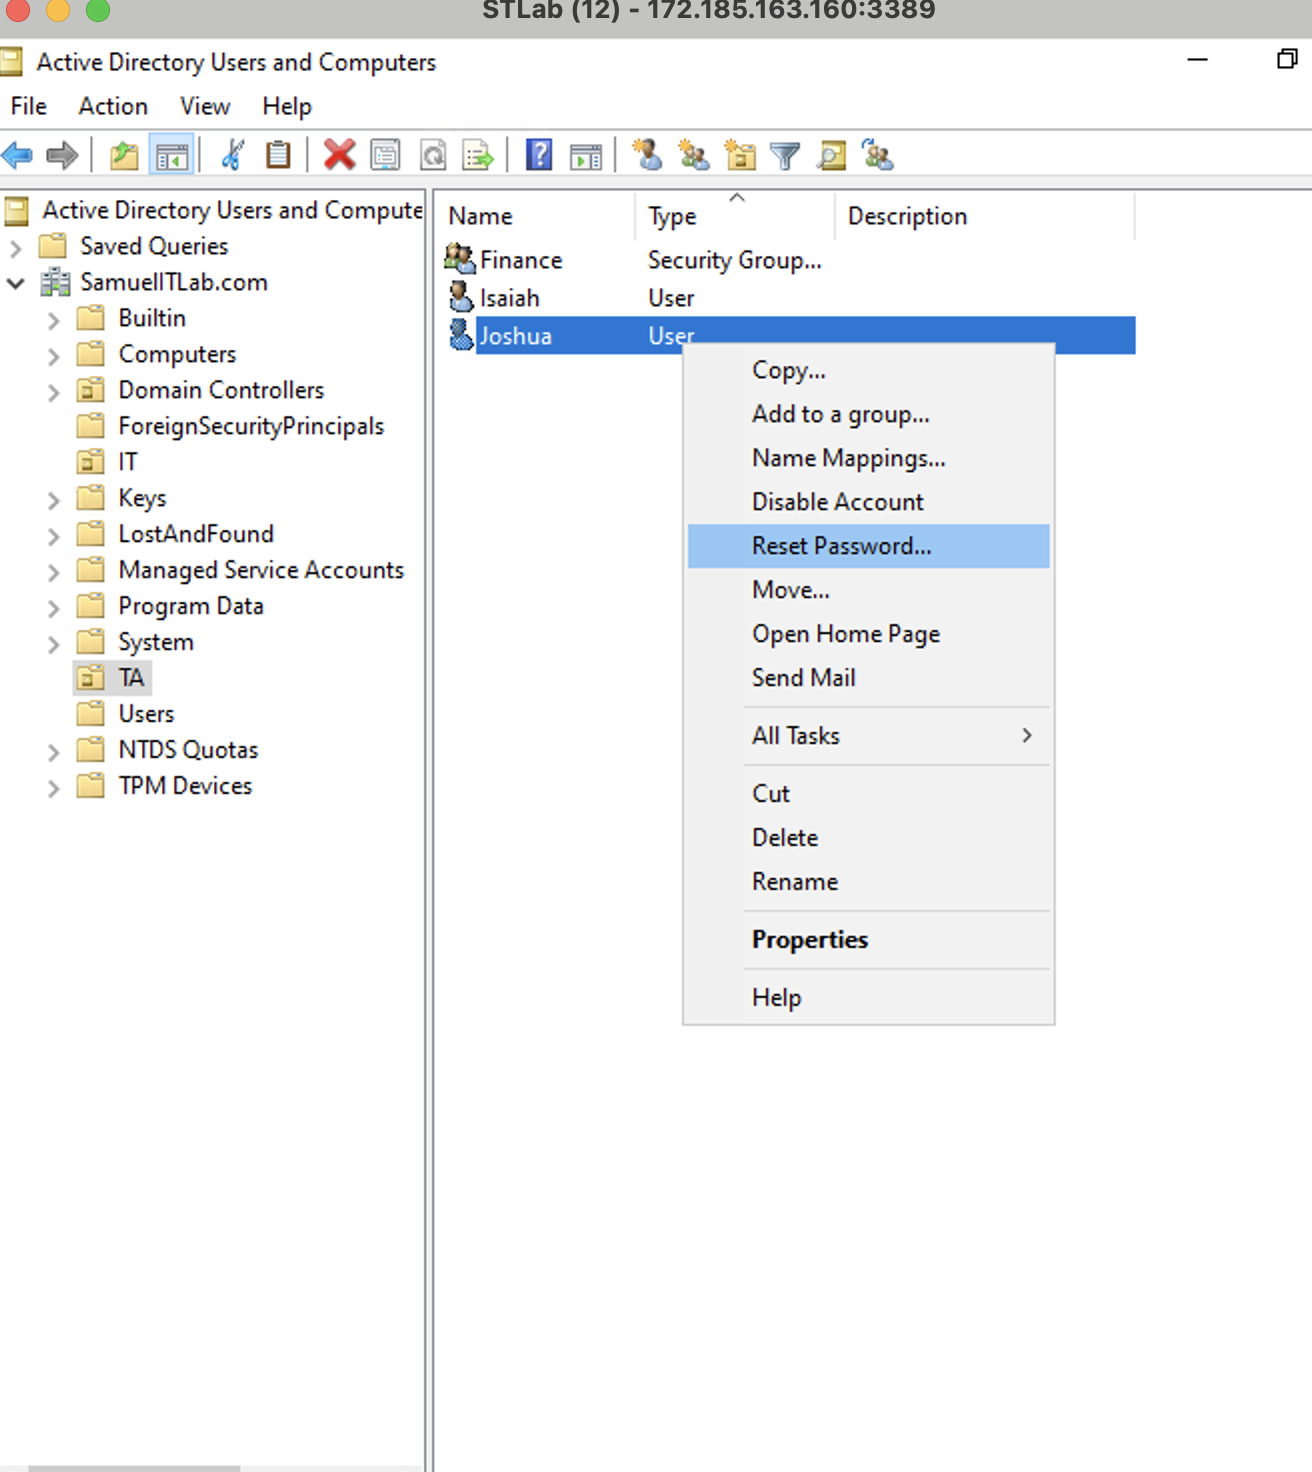 STLab (12) - 172.185.163.160:3389
Active Directory Users and Computers
File Action View Help
Active Directory Users and Compute
Saved Queries
SamuelITLab.com
Builtin
Computers
Domain Controllers
ForeignSecurityPrincipals
IT
Keys
LostAndFound
Managed Service Accounts
Program Data
System
TA
Users
NTDS Quotas
TPM Devices
Name Type Description
Finance Security Group...
Isaiah User
Joshua User
Copy...
Add to a group...
Name Mappings...
Disable Account
Reset Password...
Move...
Open Home Page
Send Mail
All Tasks
Cut
Delete
Rename
Properties
Help